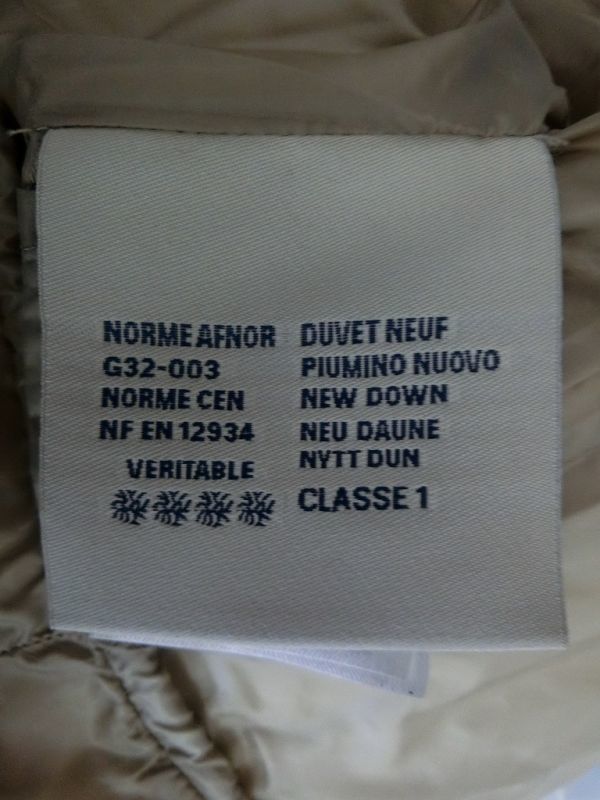 NORME AFNOR
G32-003
NORME CEN
NF EN 12934
VERITABLE
DUVET NEUF
PIUMINO NUOVO
NEW DOWN
NEU DAUNE
NYTT DUN
CLASSE 1